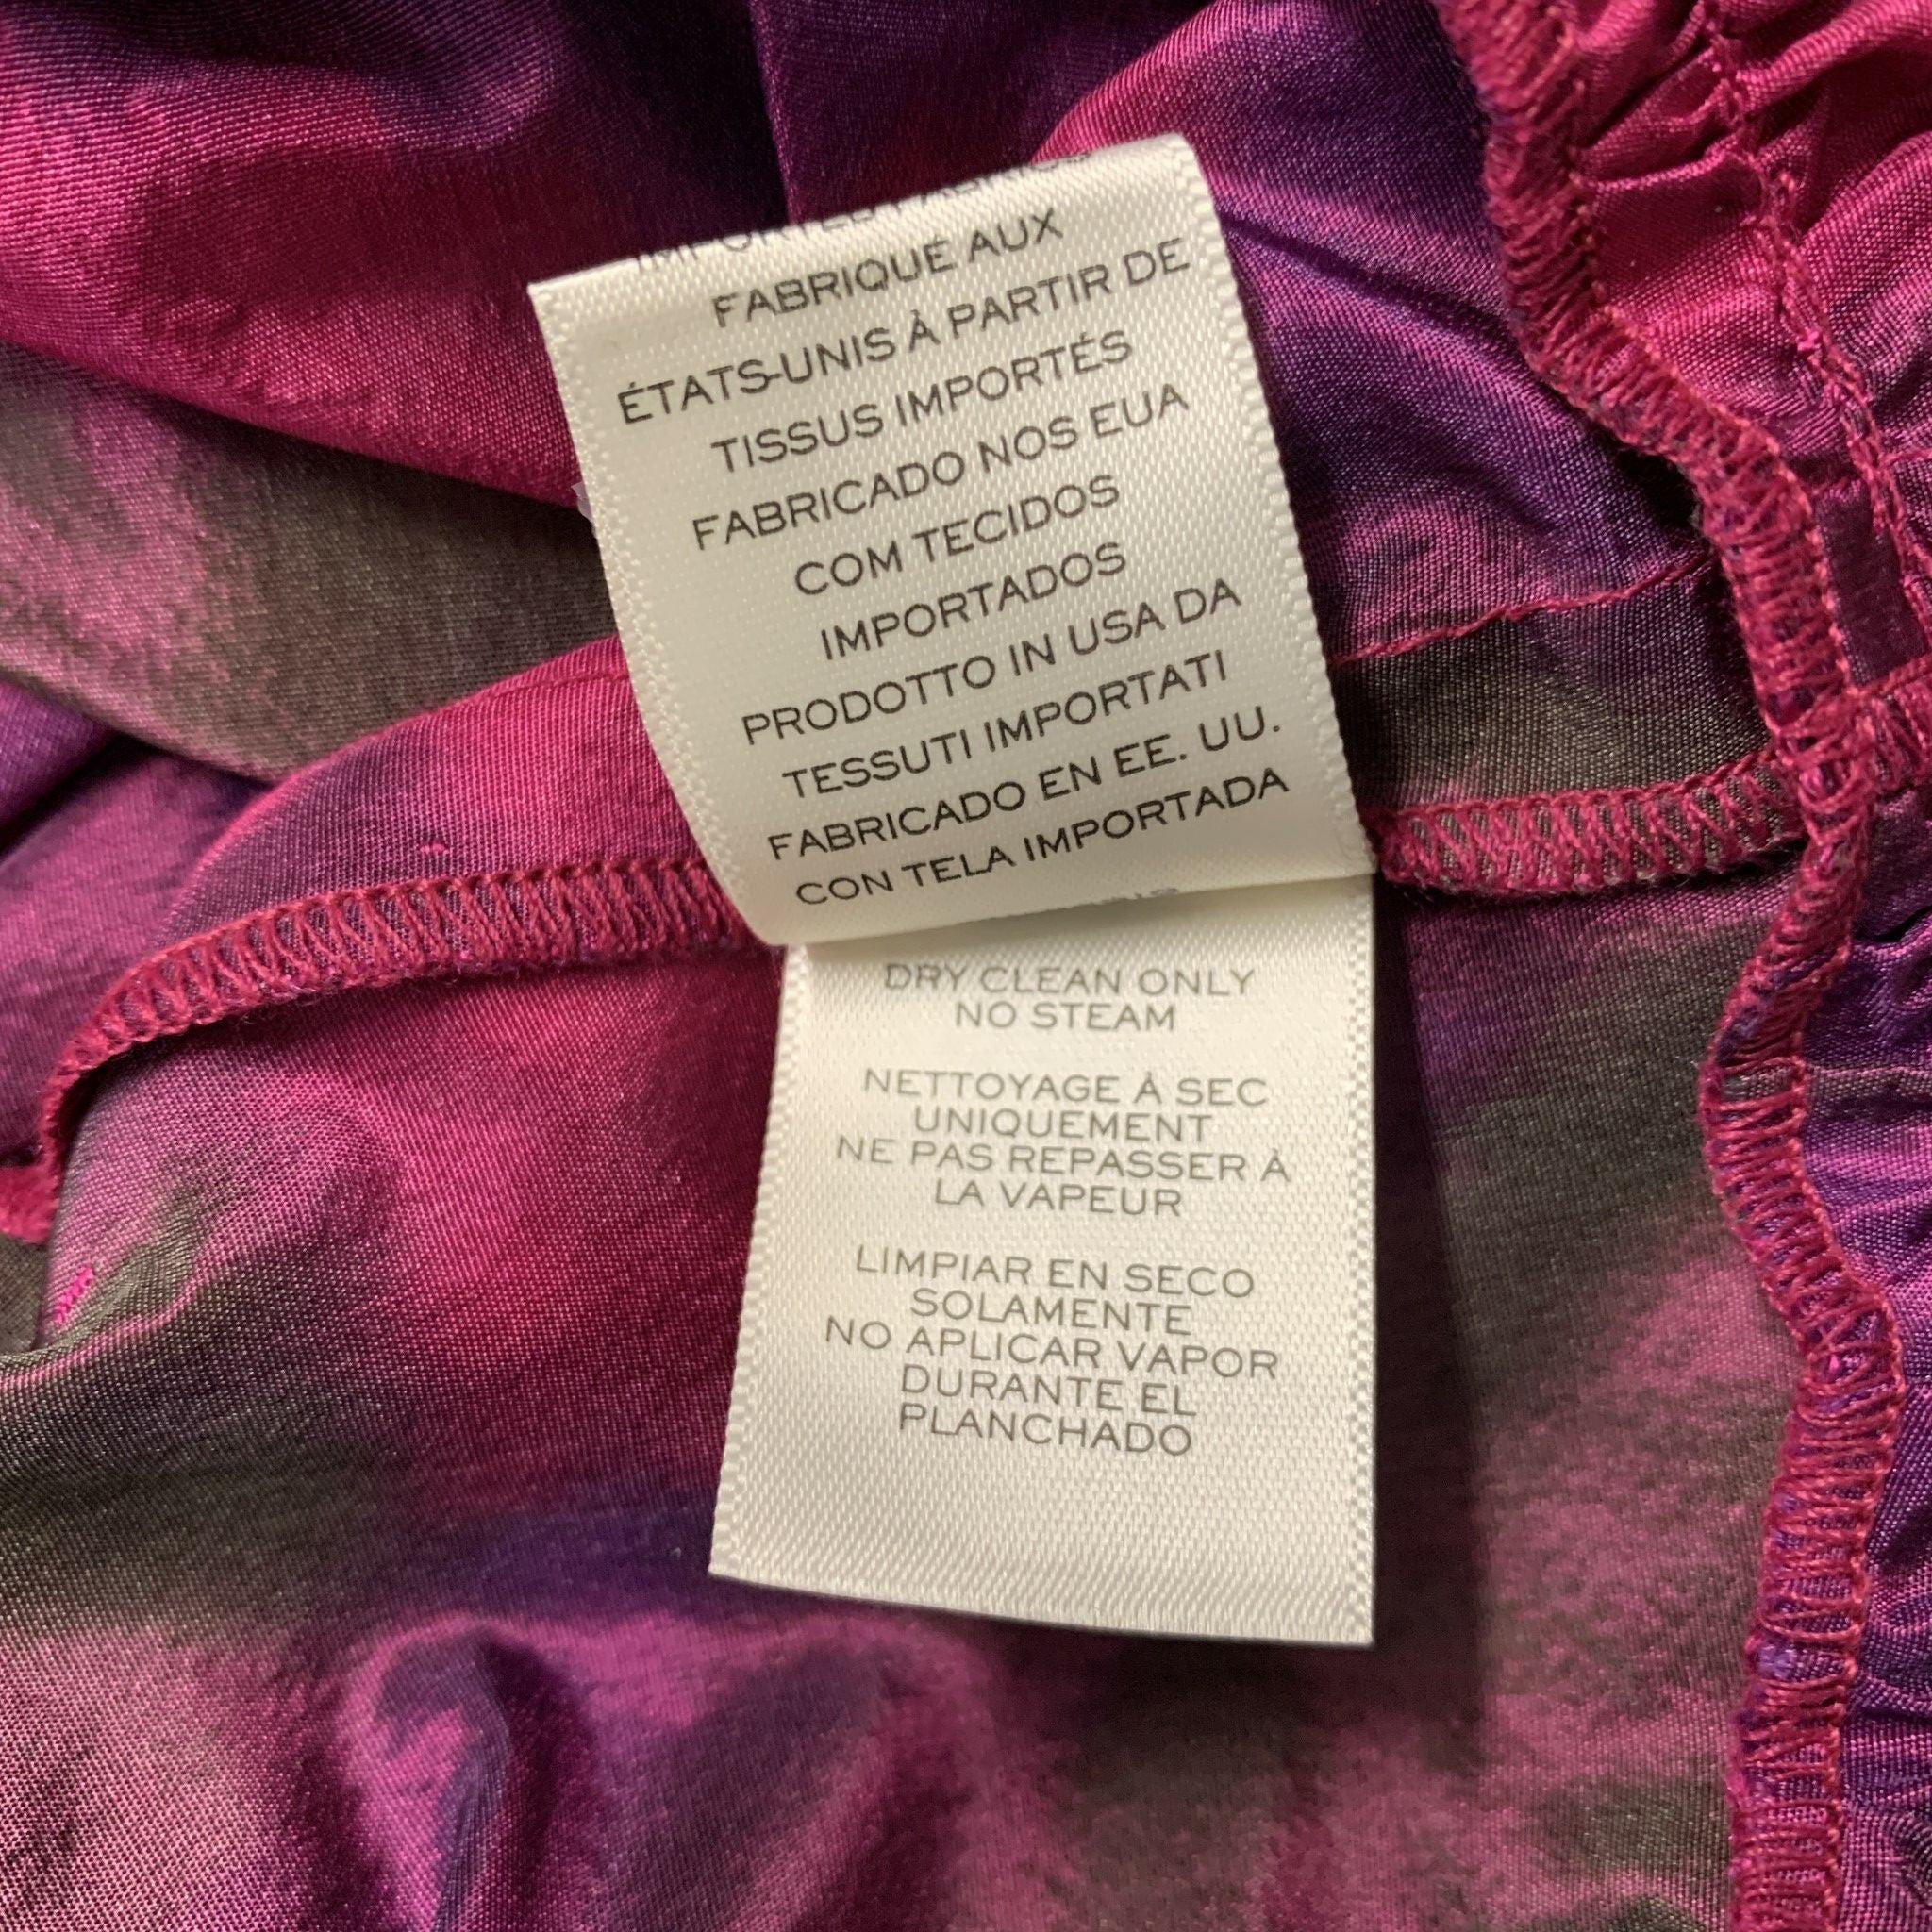 IMPORTED FABRIC
FABRIQUÉ AUX
ÉTATS-UNIS À PARTIR DE
TISSUS IMPORTÉS
FABRICADO NOS EUA
COM TECIDOS
IMPORTADOS
PRODOTTO IN USA DA
TESSUTI IMPORTATI
FABRICADO EN EE. UU.
CON TELA IMPORTADA
DRY CLEAN ONLY
NO STEAM
NETTOYAGE À SEC
UNIQUEMENT
NE PAS REPASSER À
LA VAPEUR
LIMPIAR EN SECO
SOLAMENTE
NO APLICAR VAPOR
DURANTE EL
PLANCHADO